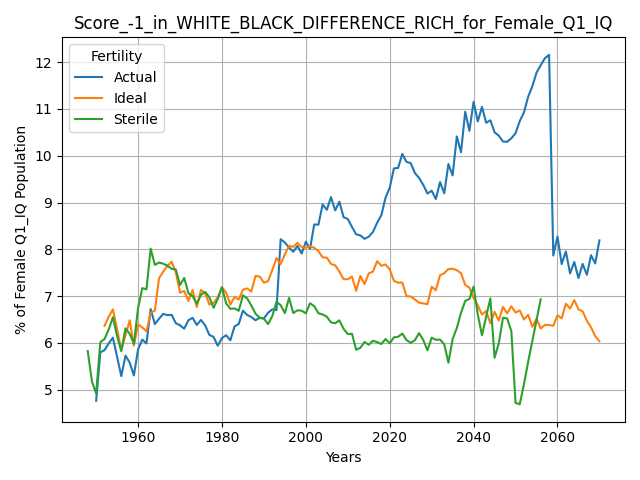 Score_-1_in_WHITE_BLACK_DIFFERENCE_RICH_for_Female_Q1_IQ
Fertility
Actual
Ideal
Sterile
12
11
10
9
8
7
6
5
% of Female Q1_IQ Population
1960
1980
2000
2020
2040
2060
Years